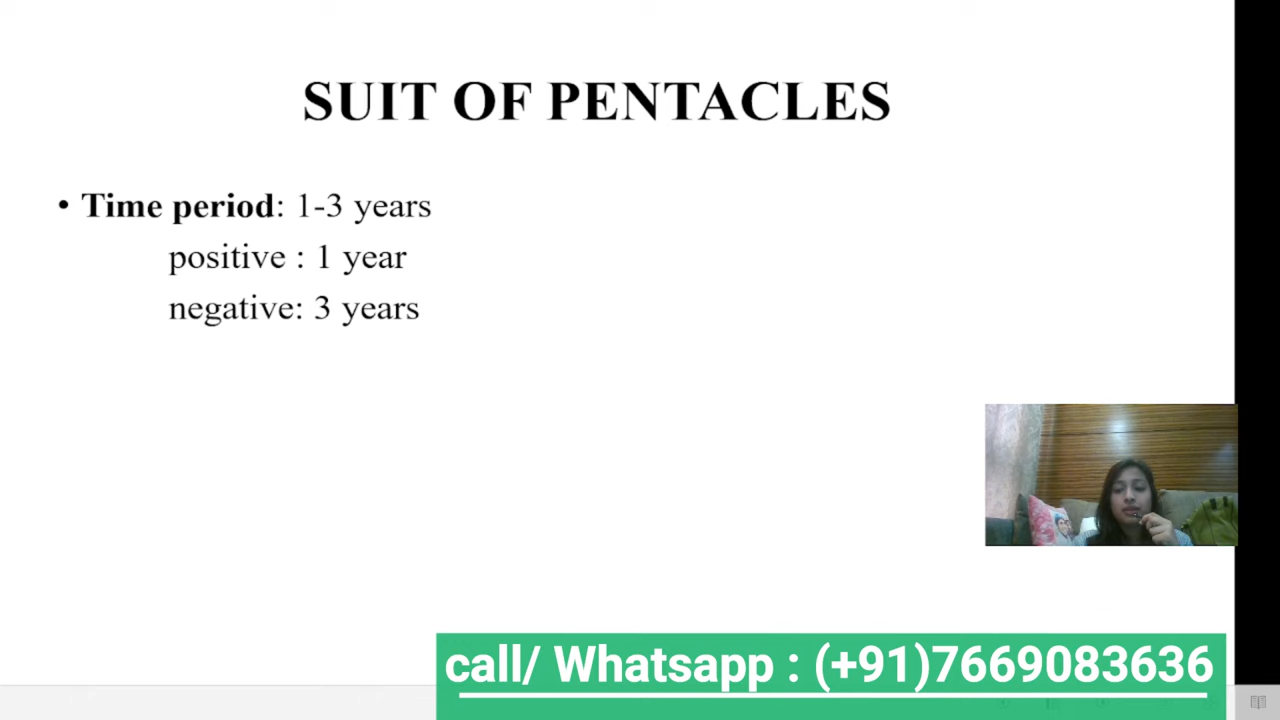 SUIT OF PENTACLES
• Time period: 1-3 years
positive : 1 year
negative: 3 years
call/ Whatsapp : (+91)7669083636